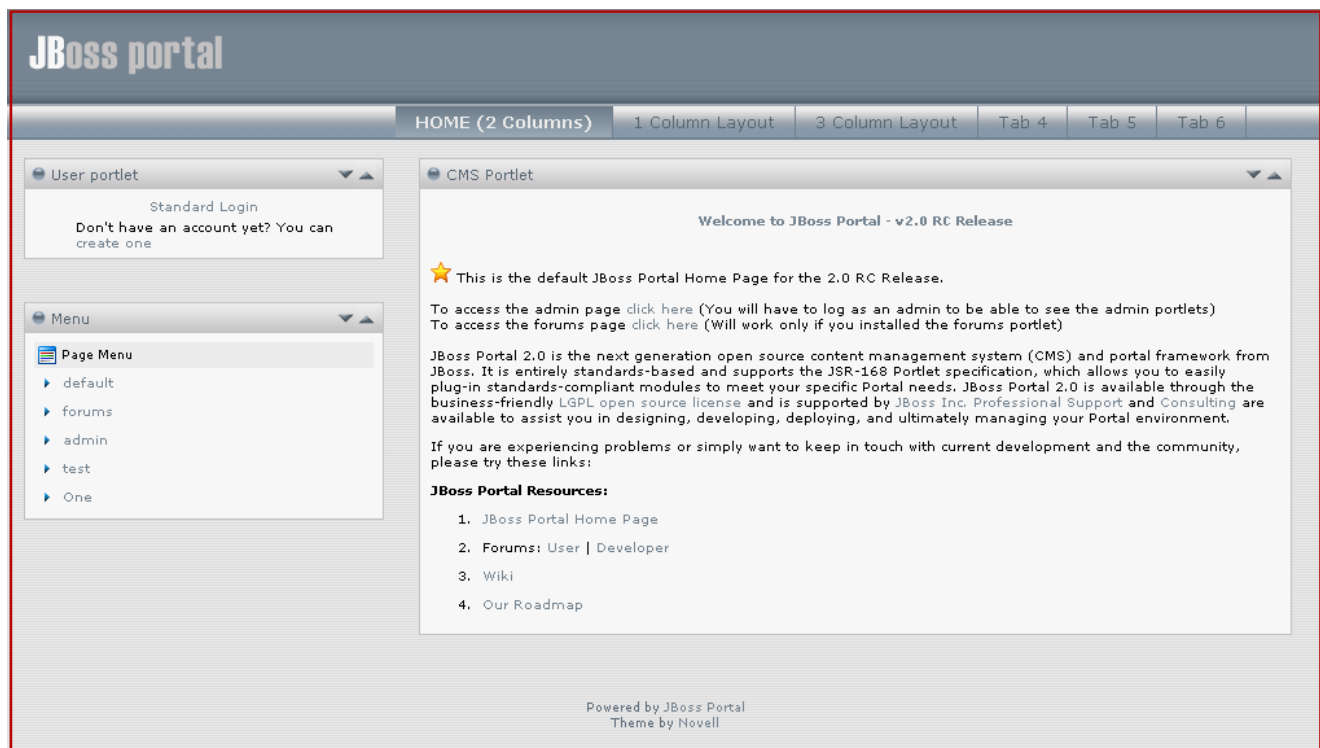 JBoss portal
HOME (2 Columns) 1 Column Layout 3 Column Layout Tab 4 Tab 5 Tab 6
User portlet
Standard Login
Don't have an account yet? You can
create one
Menu
Page Menu
default
forums
admin
test
One
CMS Portlet
Welcome to JBoss Portal - v2.0 RC Release
This is the default JBoss Portal Home Page for the 2.0 RC Release.
To access the admin page click here (You will have to log as an admin to be able to see the admin portlets)
To access the forums page click here (Will work only if you installed the forums portlet)
JBoss Portal 2.0 is the next generation open source content management system (CMS) and portal framework from
JBoss. It is entirely standards-based and supports the JSR-168 Portlet specification, which allows you to easily
plug-in standards-compliant modules to meet your specific Portal needs. JBoss Portal 2.0 is available through the
business-friendly LGPL open source license and is supported by JBoss Inc. Professional Support and Consulting are
available to assist you in designing, developing, deploying, and ultimately managing your Portal environment.
If you are experiencing problems or simply want to keep in touch with current development and the community,
please try these links:
JBoss Portal Resources:
1. JBoss Portal Home Page
2. Forums: User | Developer
3. Wiki
4. Our Roadmap
Powered by JBoss Portal
Theme by Novell